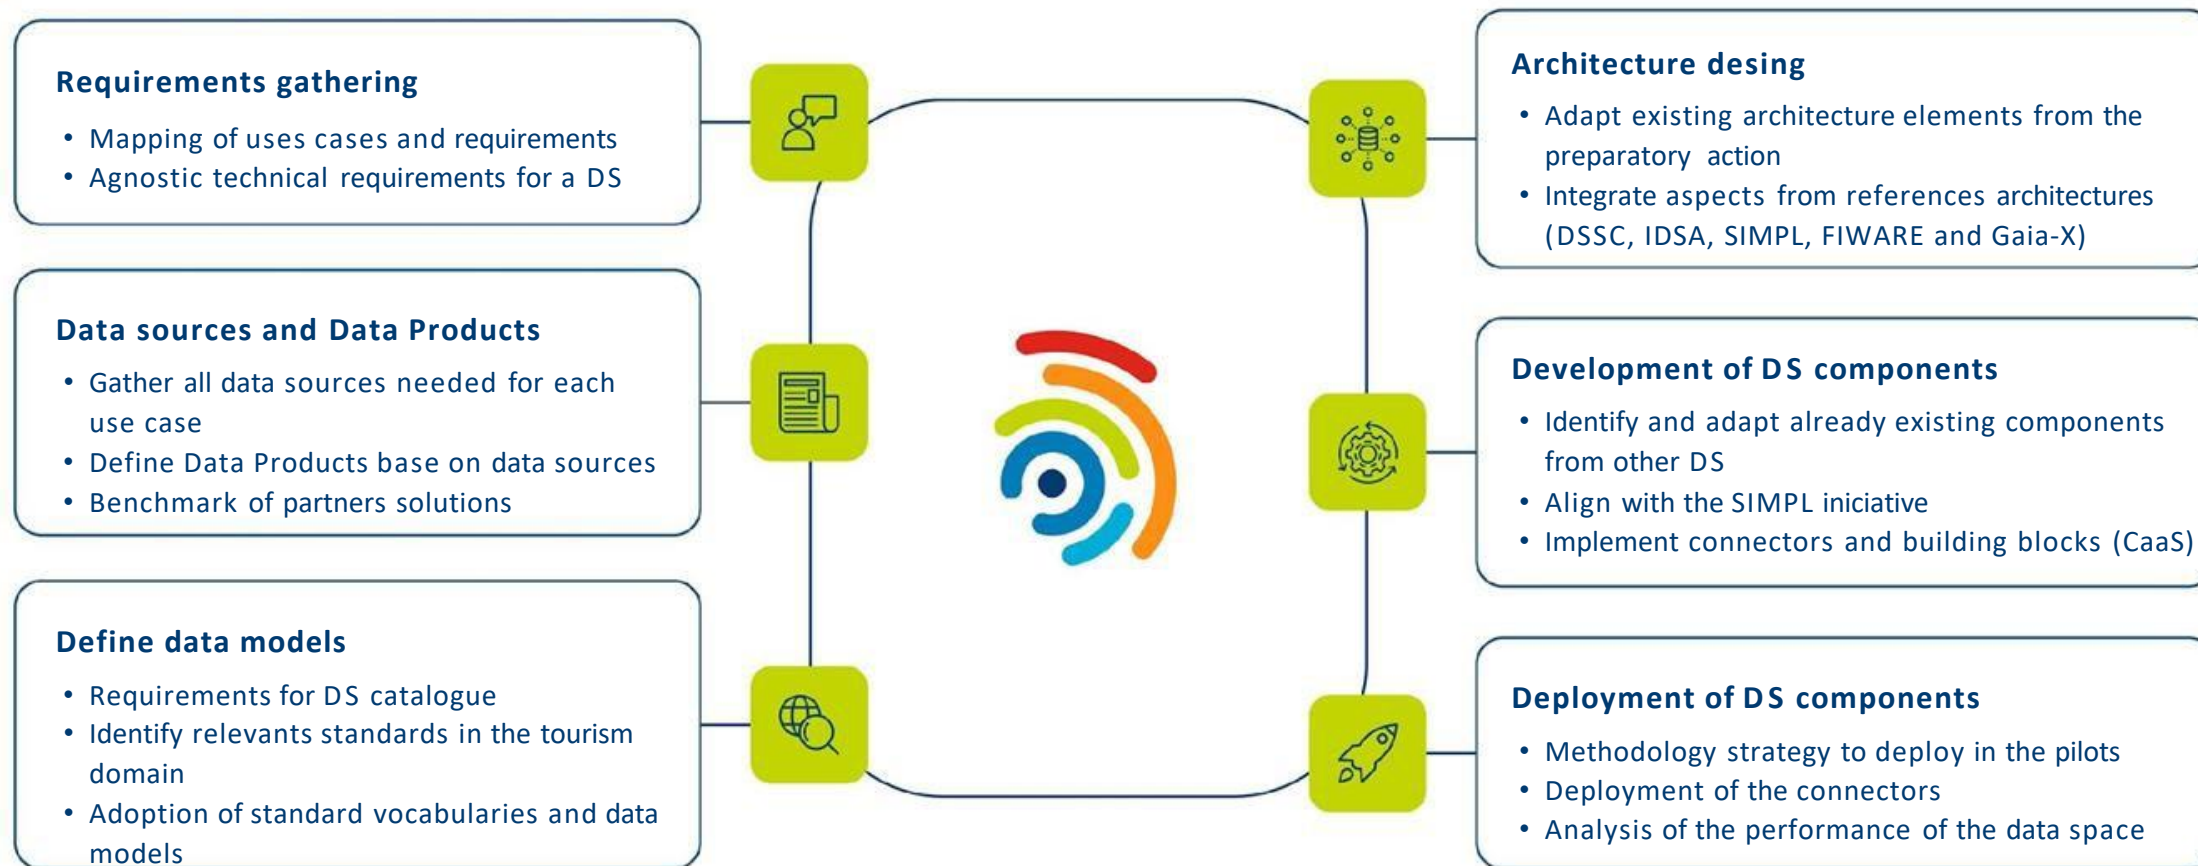 Requirements gathering
• Mapping of uses cases and requirements
• Agnostic technical requirements for a DS
Data sources and Data Products
• Gather all data sources needed for each
use case
• Define Data Products base on data sources
• Benchmark of partners solutions
Define data models
• Requirements for DS catalogue
• Identify relevants standards in the tourism
domain
• Adoption of standard vocabularies and data
models
Architecture desing
• Adapt existing architecture elements from the
preparatory action
• Integrate aspects from references architectures
(DSSC, IDSA, SIMPL, FIWARE and Gaia-X)
Development of DS components
• Identify and adapt already existing components
from other DS
• Align with the SIMPL iniciative
• Implement connectors and building blocks (CaaS)
Deployment of DS components
• Methodology strategy to deploy in the pilots
• Deployment of the connectors
• Analysis of the performance of the data space